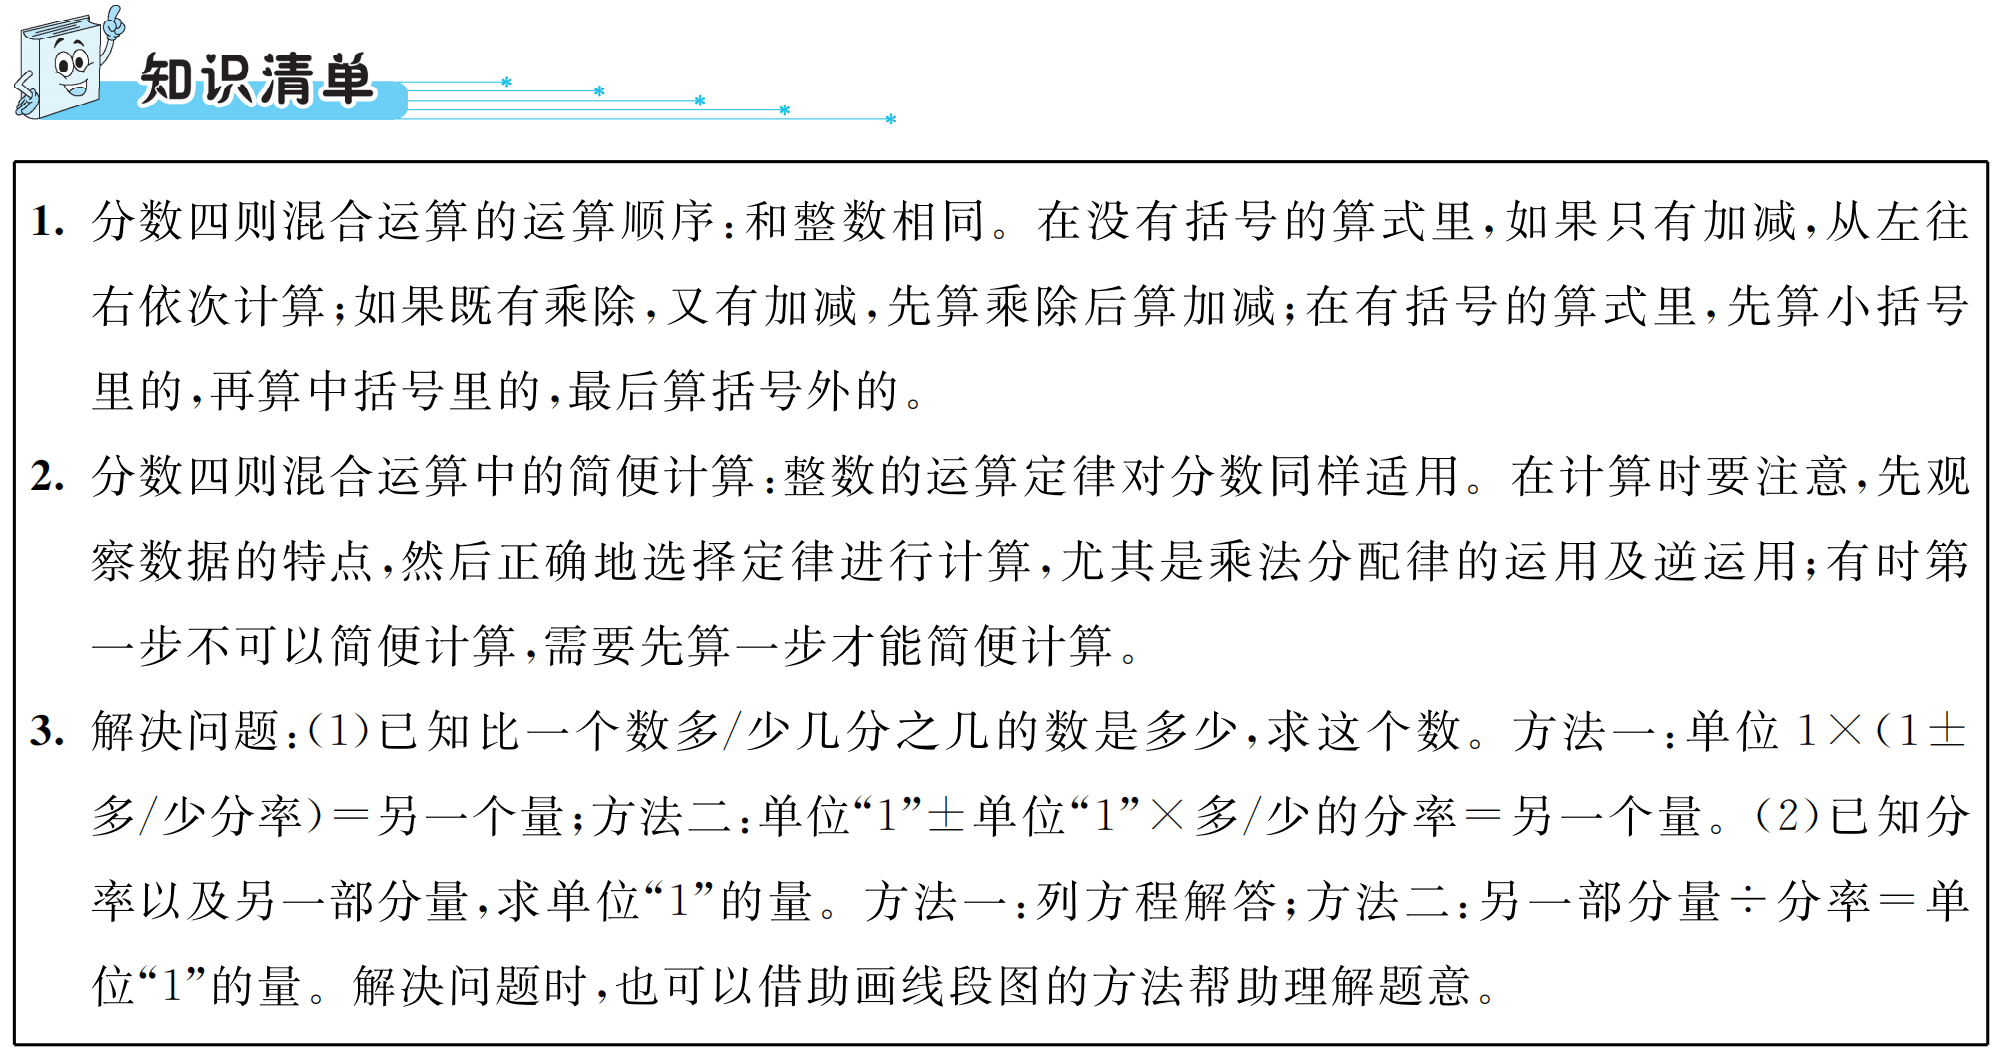 知识清单
1. 分数四则混合运算的运算顺序:和整数相同。在没有括号的算式里,如果只有加减,从左往
右依次计算;如果既有乘除,又有加减,先算乘除后算加减;在有括号的算式里,先算小括号
里的,再算中括号里的,最后算括号外的。
2. 分数四则混合运算中的简便计算:整数的运算定律对分数同样适用。在计算时要注意,先观
察数据的特点,然后正确地选择定律进行计算,尤其是乘法分配律的运用及逆运用;有时第
一步不可以简便计算,需要先算一步才能简便计算。
3. 解决问题:(1)已知比一个数多/少几分之几的数是多少,求这个数。方法一:单位 1×(1±
多/少分率)=另一个量;方法二:单位“1”±单位“1”×多/少的分率=另一个量。(2)已知分
率以及另一部分量,求单位“1”的量。方法一:列方程解答;方法二:另一部分量÷分率=单
位“1”的量。解决问题时,也可以借助画线段图的方法帮助理解题意。